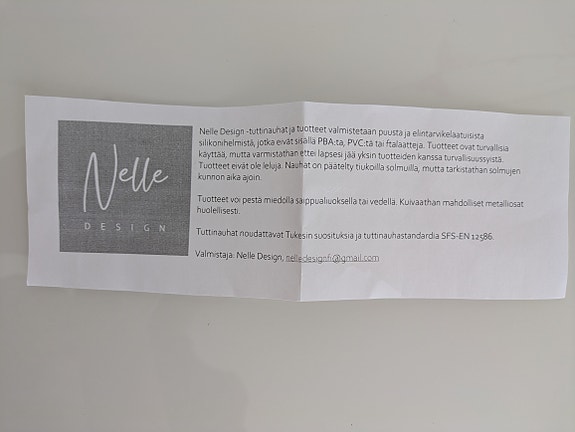 Nelle
DESIGN
Nelle Design -tuttinauhat ja tuotteet valmistetaan puusta ja elintarvikelaatuisista
silikonihelmistä, jotka eivät sisällä PBA:ta, PVC:tä tai ftalaatteja. Tuotteet ovat turvallisia
käyttää, mutta varmistathan ettei lapsesi jää yksin tuotteiden kanssa turvallisuussyistä.
Tuotteet eivät ole leluja. Nauhat on päätelty tiukoilla solmuilla, mutta tarkistathan solmujen
kunnon aika ajoin.
Tuotteet voi pestä miedolla saippualiuoksella tai vedellä. Kuivaathan mahdolliset metalliosat
huolellisesti.
Tuttinauhat noudattavat Tukesin suosituksia ja tuttinauhastandardia SFS-EN 12586.
Valmistaja: Nelle Design, nelledesignfi@gmail.com